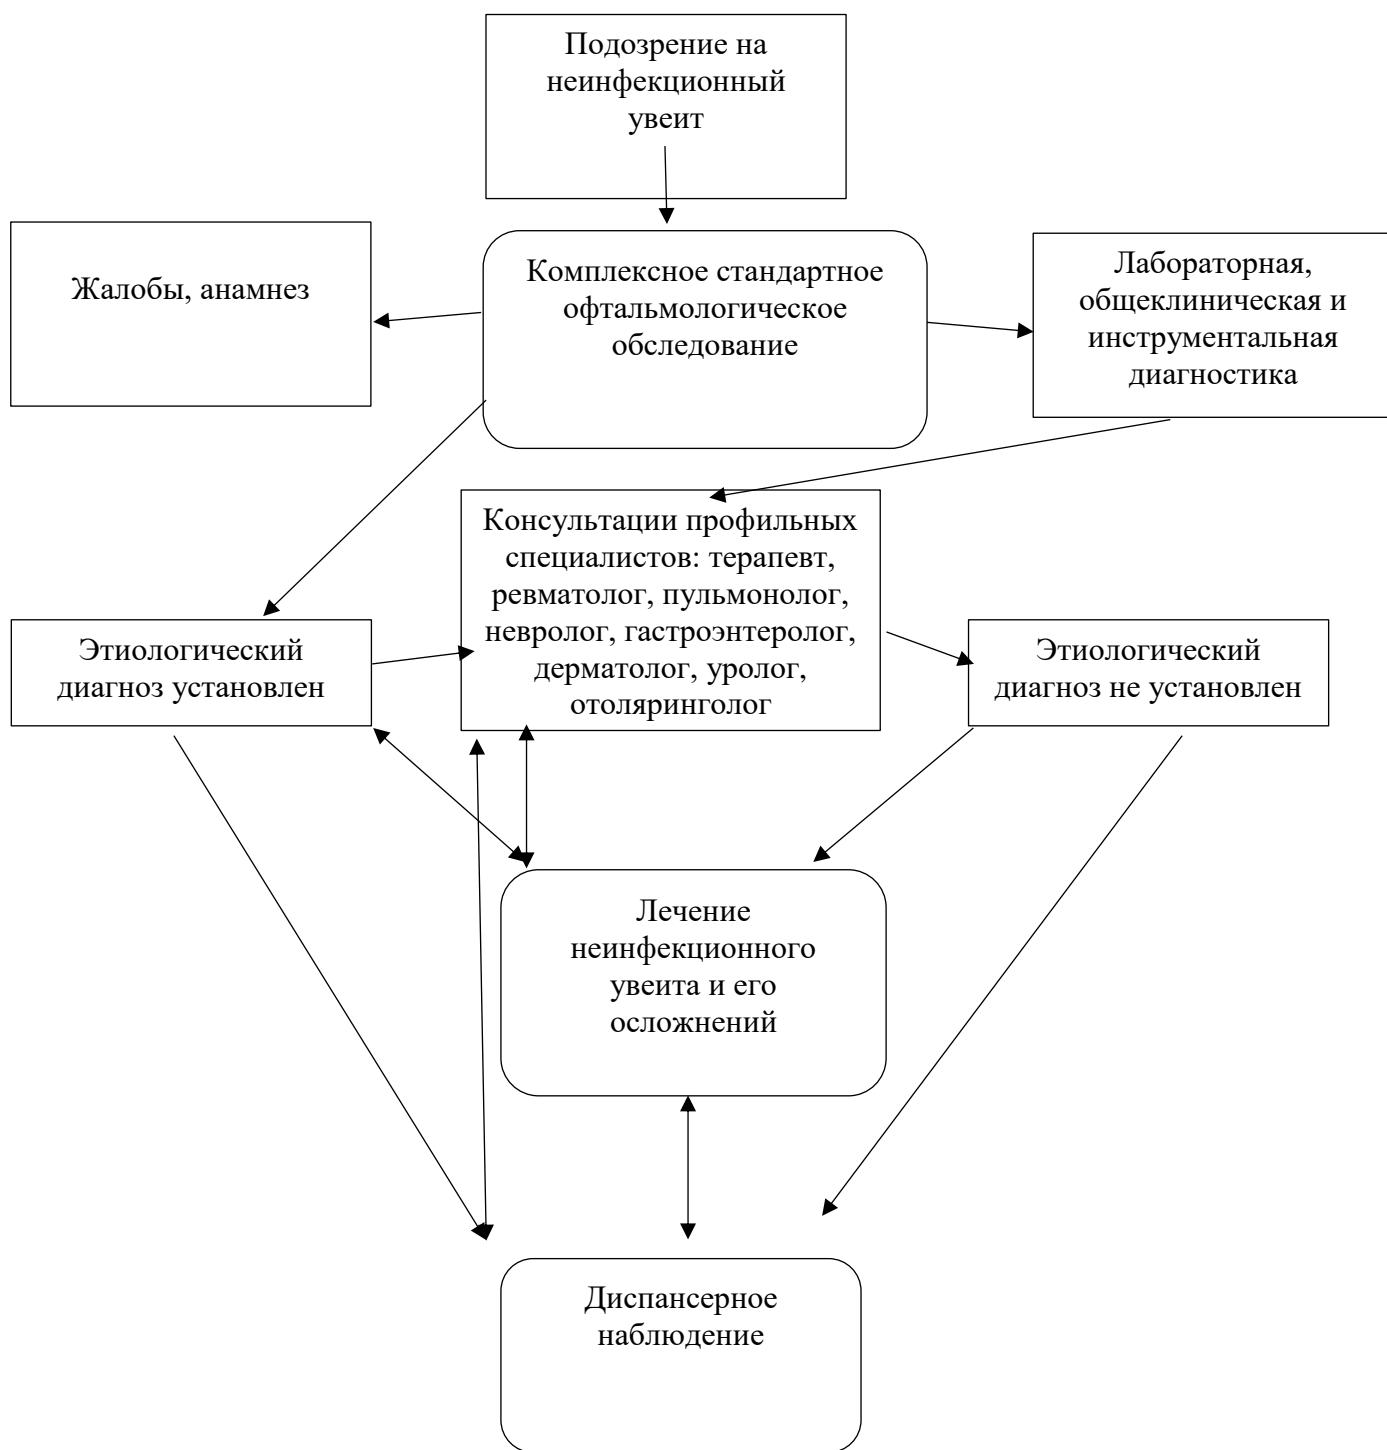 Подозрение на
неинфекционный
увеит
Жалобы, анамнез
Комплексное стандартное
офтальмологическое
обследование
Лабораторная,
общеклиническая и
инструментальная
диагностика
Консультации профильных
специалистов: терапевт,
ревматолог, пульмонолог,
невролог, гастроэнтеролог,
дерматолог, уролог,
отоляринголог
Этиологический
диагноз установлен
Этиологический
диагноз не установлен
Лечение
неинфекционного
увеита и его
осложнений
Диспансерное
наблюдение